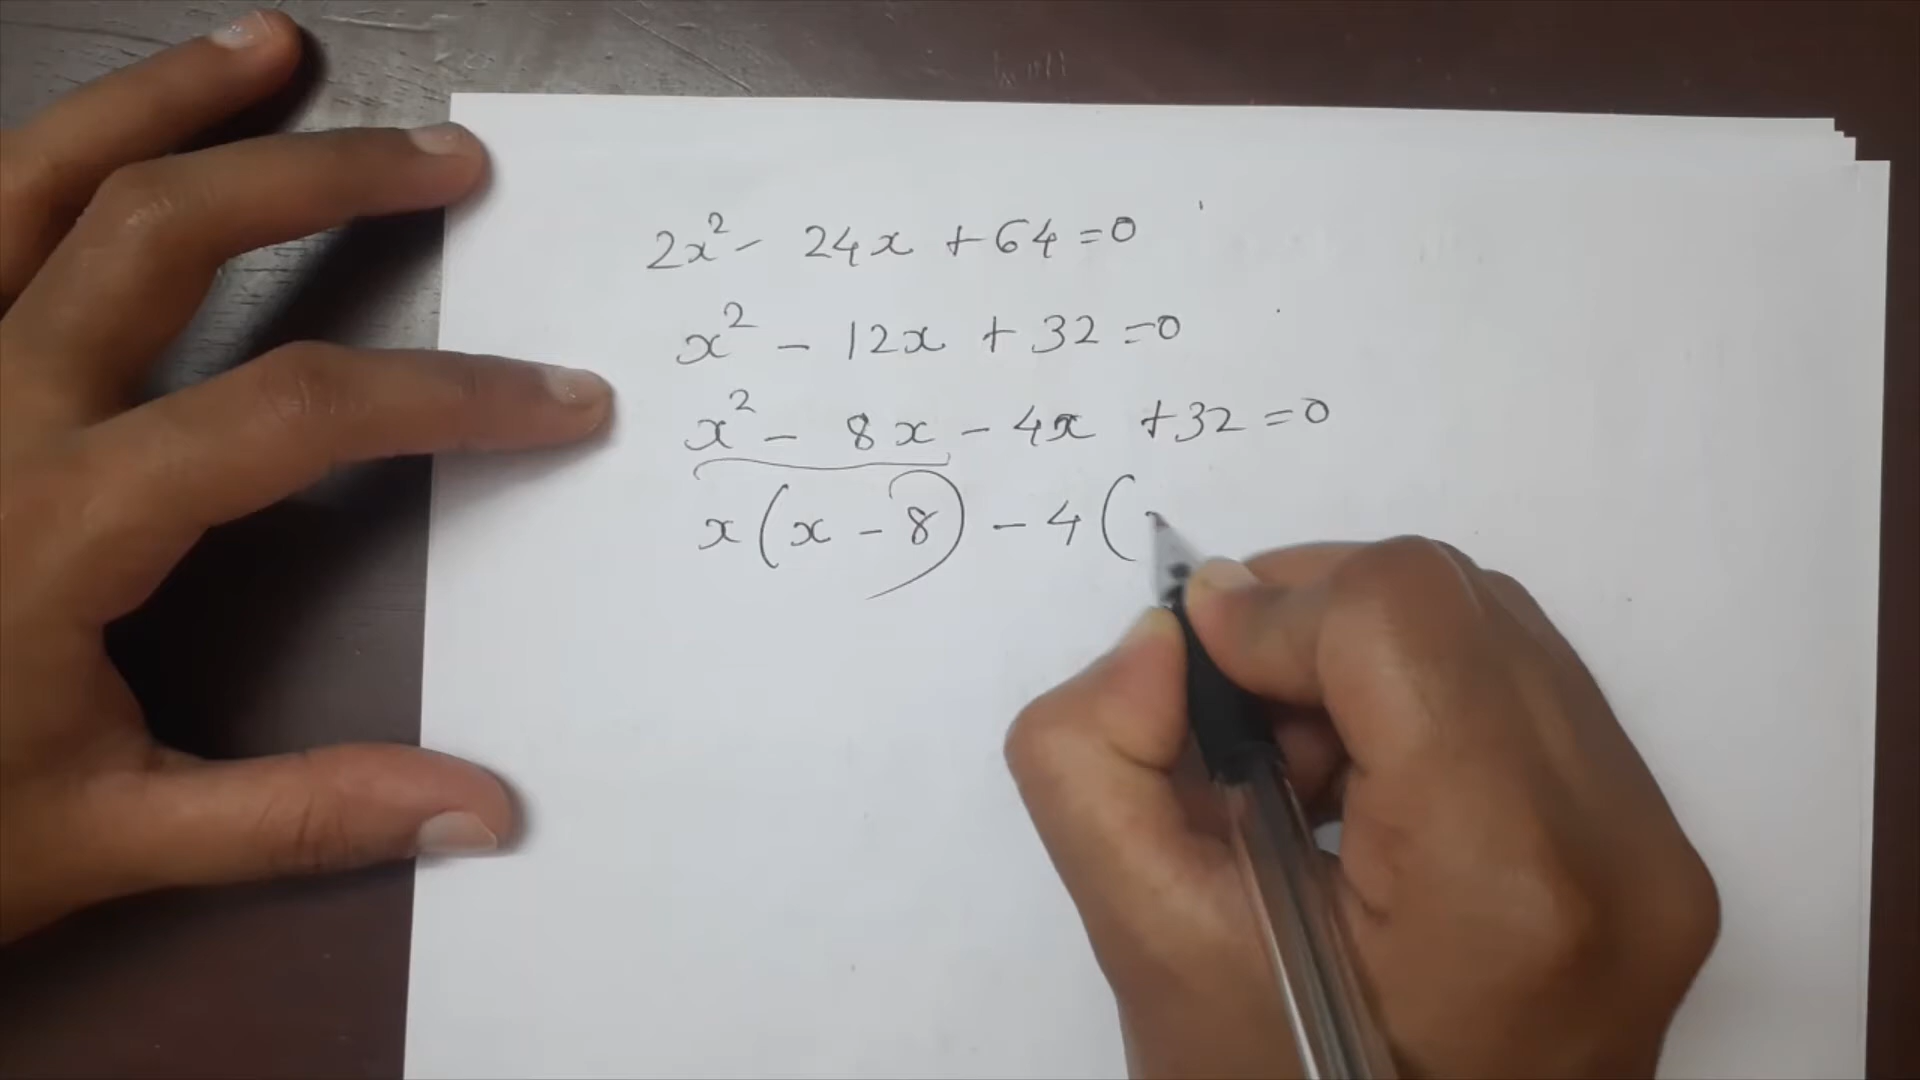 2x² - 24x + 64 = 0
x² - 12x + 32 = 0
x² - 8x - 4x + 32 = 0
x(x - 8) - 4(